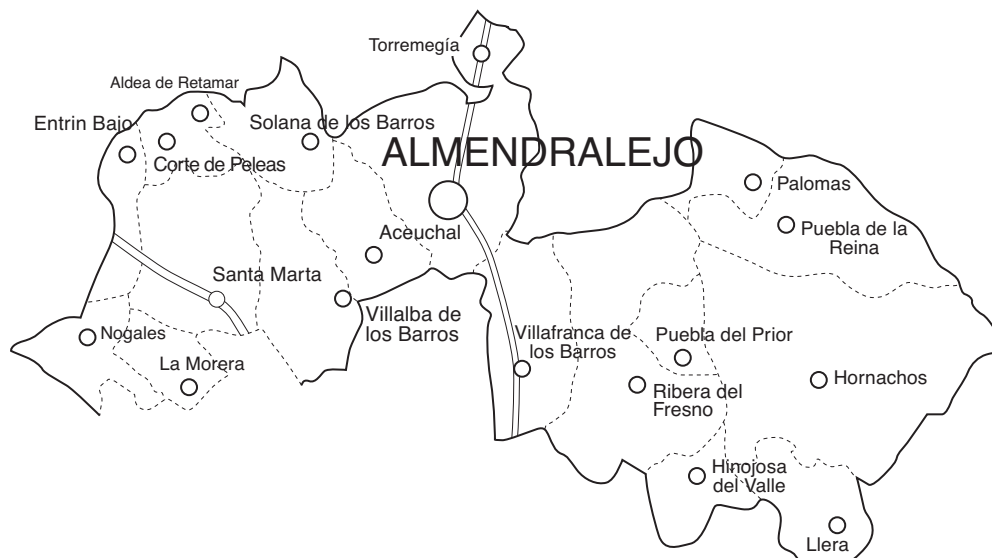 Torremegía
Aldea de Retamar
Entrin Bajo
Solana de los Barros
Corte de Peleas
ALMENDRALEJO
Palomas
Puebla de la
Reina
Aceuchal
Santa Marta
Villalba de
los Barros
Nogales
Villafranca de
los Barros
Puebla del Prior
La Morera
Hornachos
Ribera del
Fresno
Hinojosa
del Valle
Llera